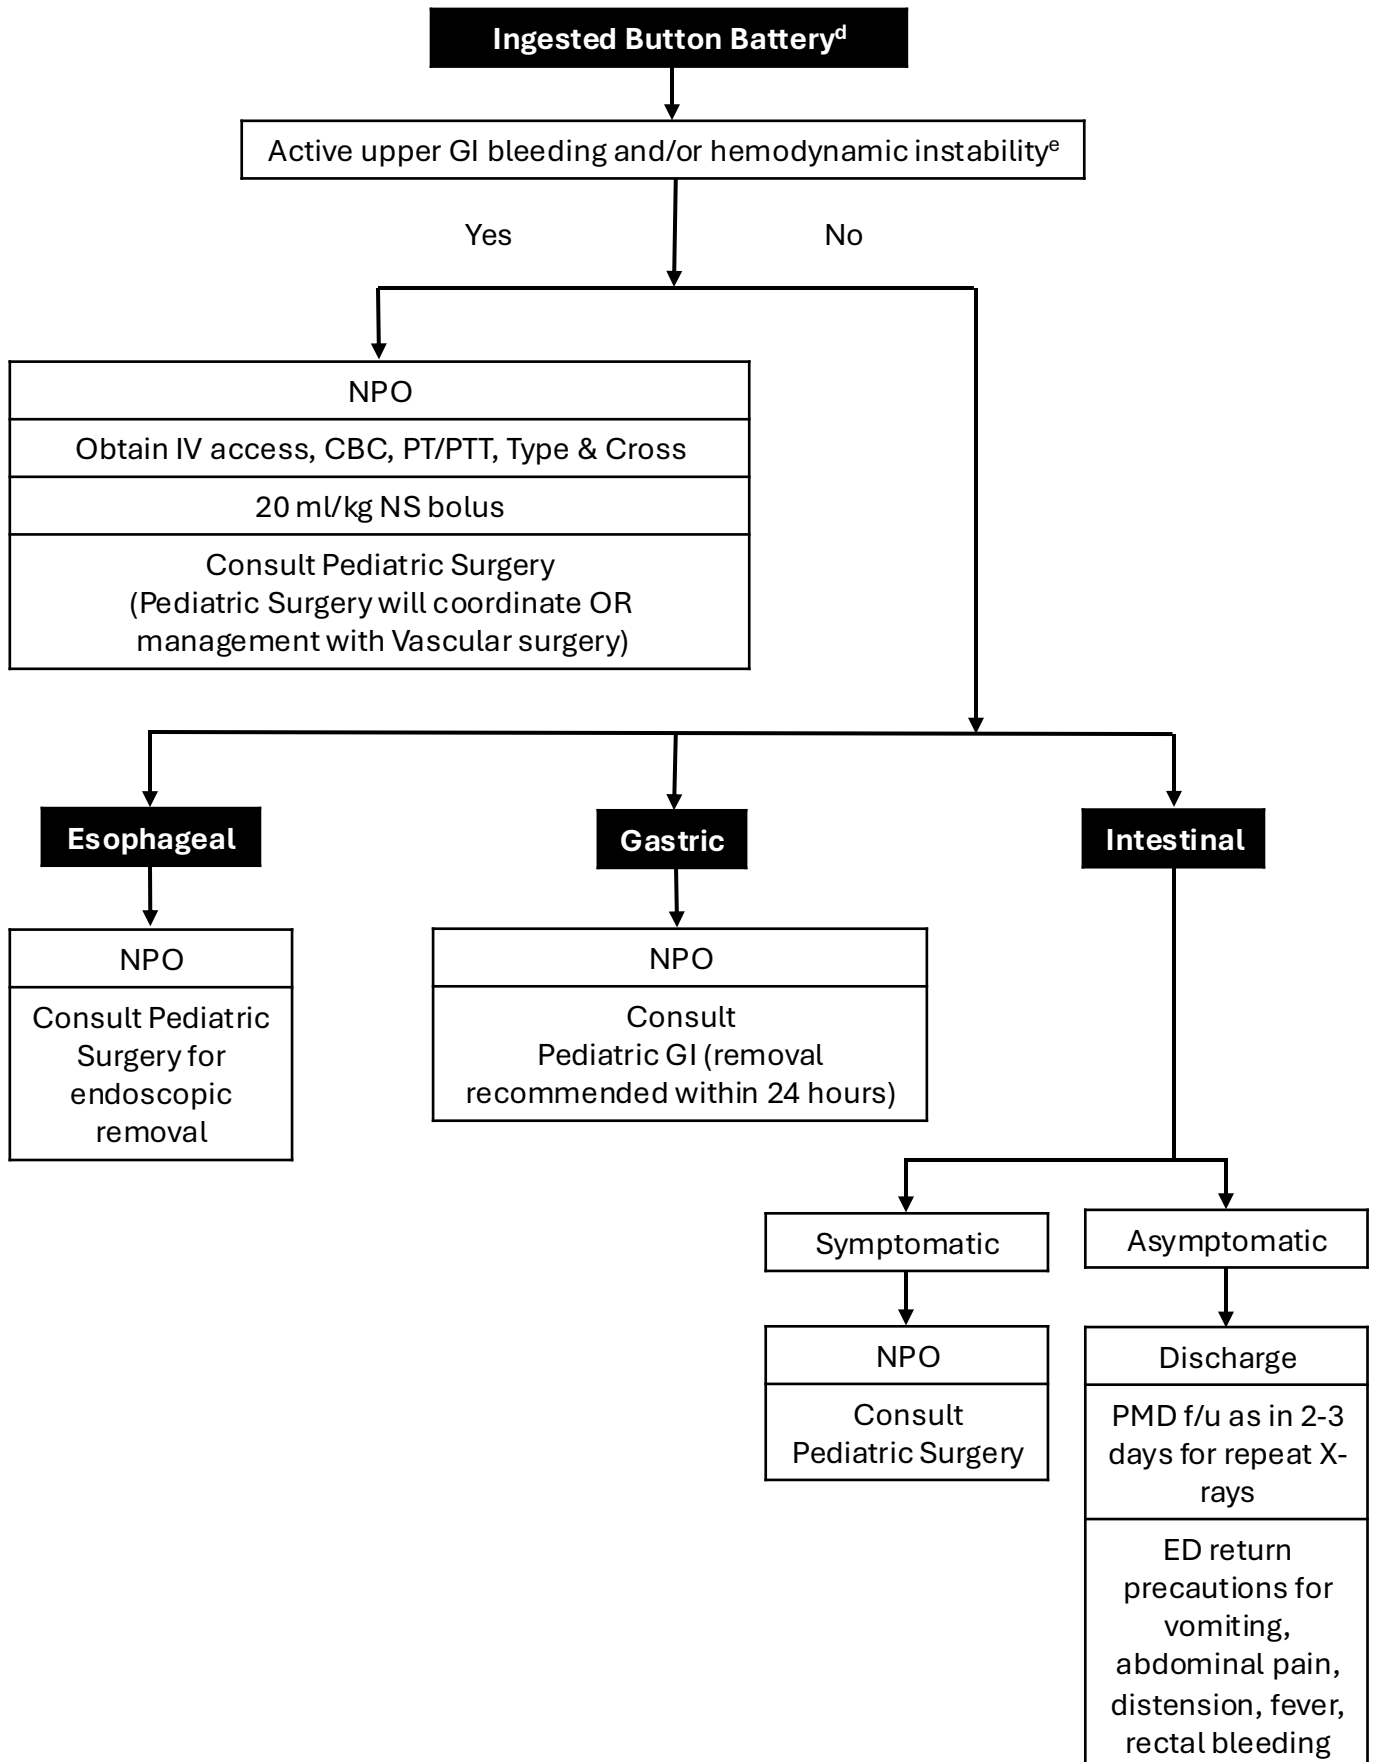 Ingested Button Batteryᵈ
Active upper GI bleeding and/or hemodynamic instabilityᵉ
Yes
No
NPO
Obtain IV access, CBC, PT/PTT, Type & Cross
20 ml/kg NS bolus
Consult Pediatric Surgery
(Pediatric Surgery will coordinate OR
management with Vascular surgery)
Esophageal
NPO
Consult Pediatric
Surgery for
endoscopic
removal
Gastric
NPO
Consult
Pediatric GI (removal
recommended within 24 hours)
Intestinal
Symptomatic
NPO
Consult
Pediatric Surgery
Asymptomatic
Discharge
PMD f/u as in 2-3
days for repeat X-
rays
ED return
precautions for
vomiting,
abdominal pain,
distension, fever,
rectal bleeding